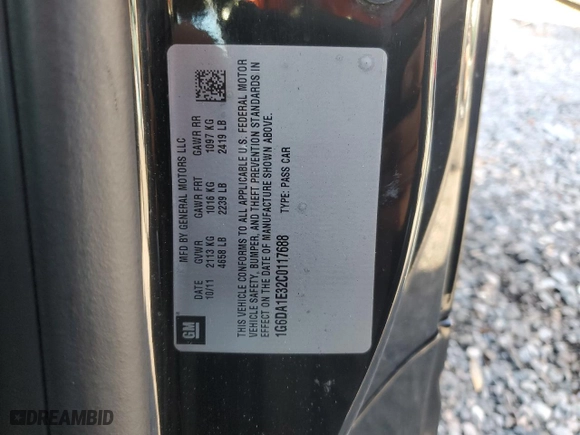 MFD BY GENERAL MOTORS LLC
DATE GVWR GAWR FRT GAWR RR
10/11 2113 KG 1016 KG 1097 KG
4658 LB 2239 LB 2419 LB
THIS VEHICLE CONFORMS TO ALL APPLICABLE U.S. FEDERAL MOTOR
VEHICLE SAFETY, BUMPER, AND THEFT PREVENTION STANDARDS IN
EFFECT ON THE DATE OF MANUFACTURE SHOWN ABOVE.
1G6DA1E32C0117688 TYPE: PASS CAR
GM
DREAMBID